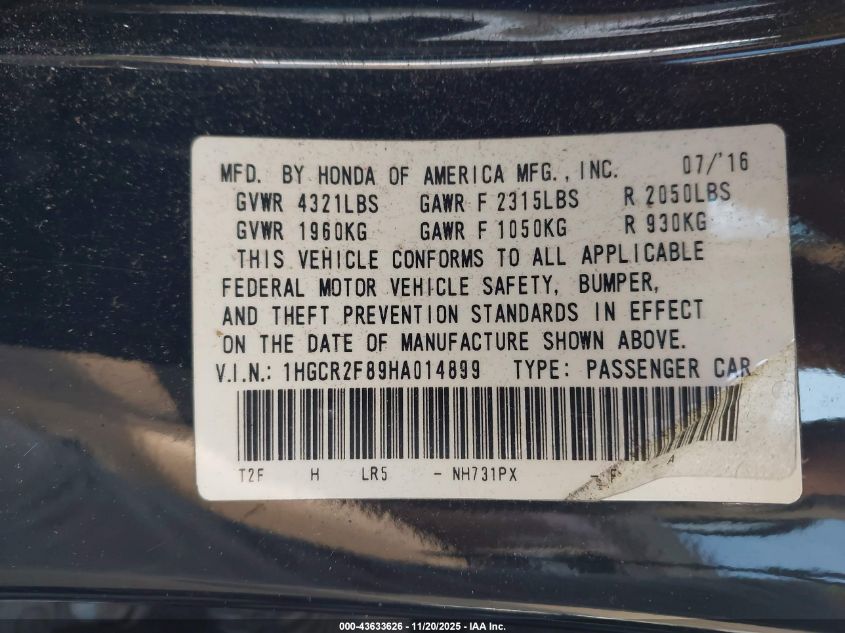 MFD. BY HONDA OF AMERICA MFG., INC. 07/'16
GVWR 4321LBS GAWR F 2315LBS R 2050LBS
GVWR 1960KG GAWR F 1050KG R 930KG
THIS VEHICLE CONFORMS TO ALL APPLICABLE
FEDERAL MOTOR VEHICLE SAFETY, BUMPER,
AND THEFT PREVENTION STANDARDS IN EFFECT
ON THE DATE OF MANUFACTURE SHOWN ABOVE.
V.I.N.: 1HGCR2F89HA014899 TYPE: PASSENGER CAR
T2F H LR5 - NH731PX - A
000-43633626 - 11/20/2025 - IAA Inc.